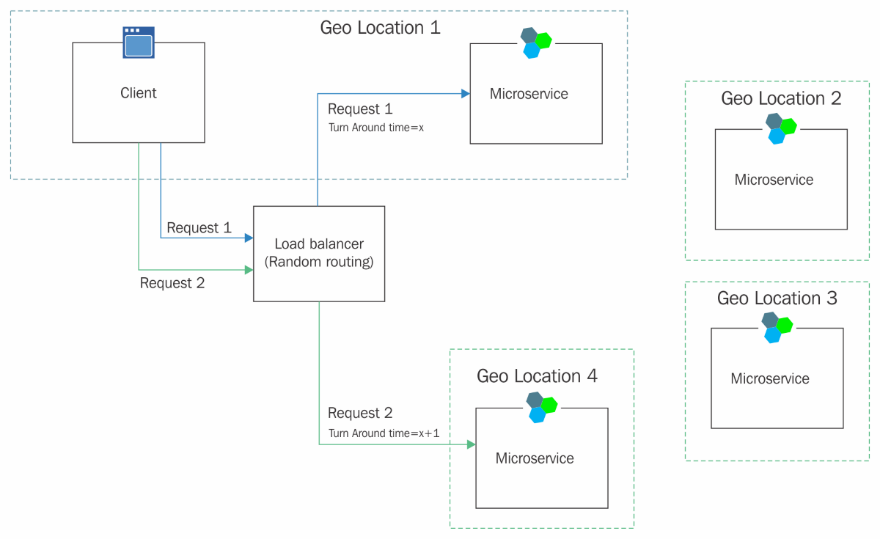 Geo Location 1
Client
Microservice
Request 1
Turn Around time=x
Geo Location 2
Microservice
Request 1
Load balancer
(Random routing)
Request 2
Geo Location 3
Microservice
Geo Location 4
Request 2
Turn Around time=x+1
Microservice